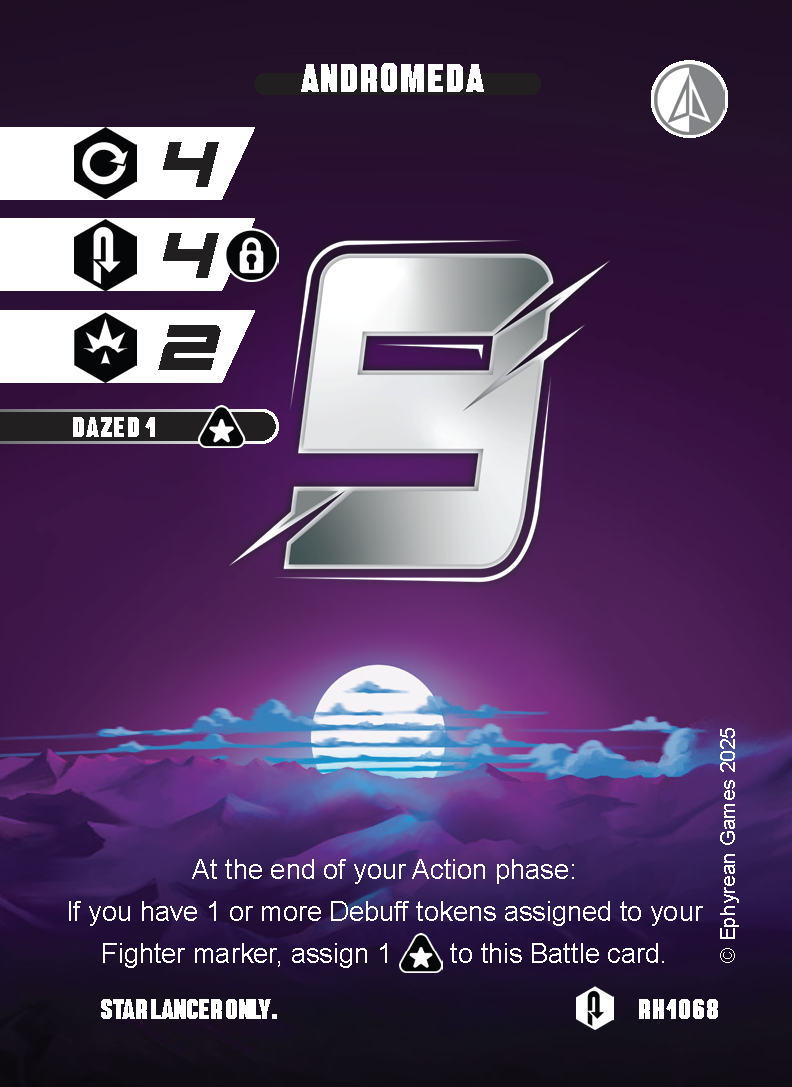 ANDROMEDA
4
4
2
DAZED 1
S
At the end of your Action phase:
If you have 1 or more Debuff tokens assigned to your
Fighter marker, assign 1 to this Battle card.
STAR LANCER ONLY.
RH1068
© Ephyrean Games 2025